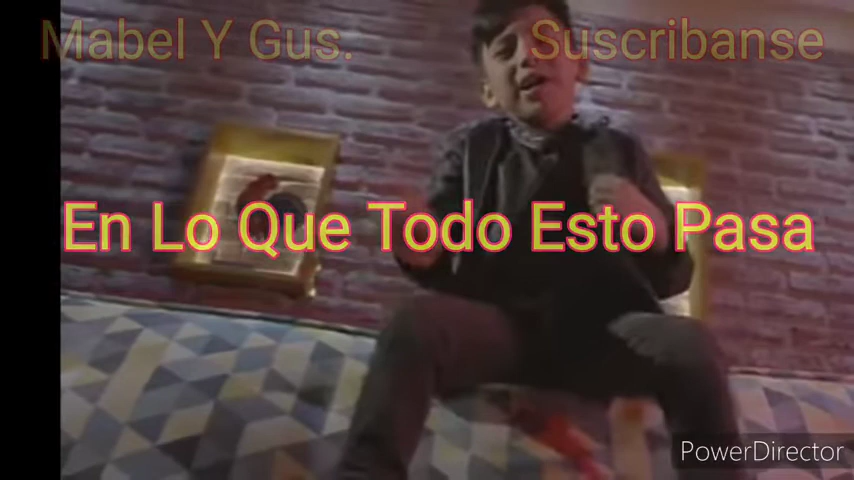 Mabel Y Gus. Suscribanse
En Lo Que Todo Esto Pasa
PowerDirector